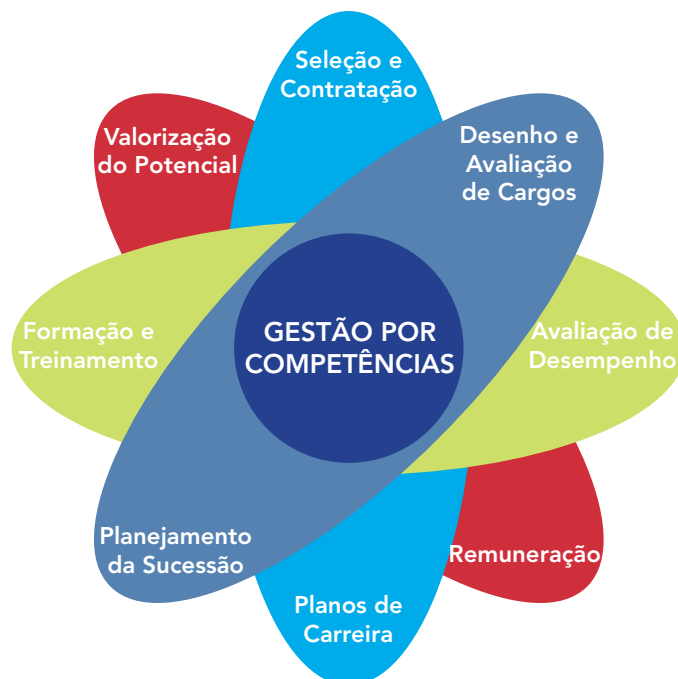 Seleção e
Contratação
Valorização
do Potencial
Desenho e
Avaliação
de Cargos
Formação e
Treinamento
GESTÃO POR
COMPETÊNCIAS
Avaliação de
Desempenho
Planejamento
da Sucessão
Remuneração
Planos de
Carreira